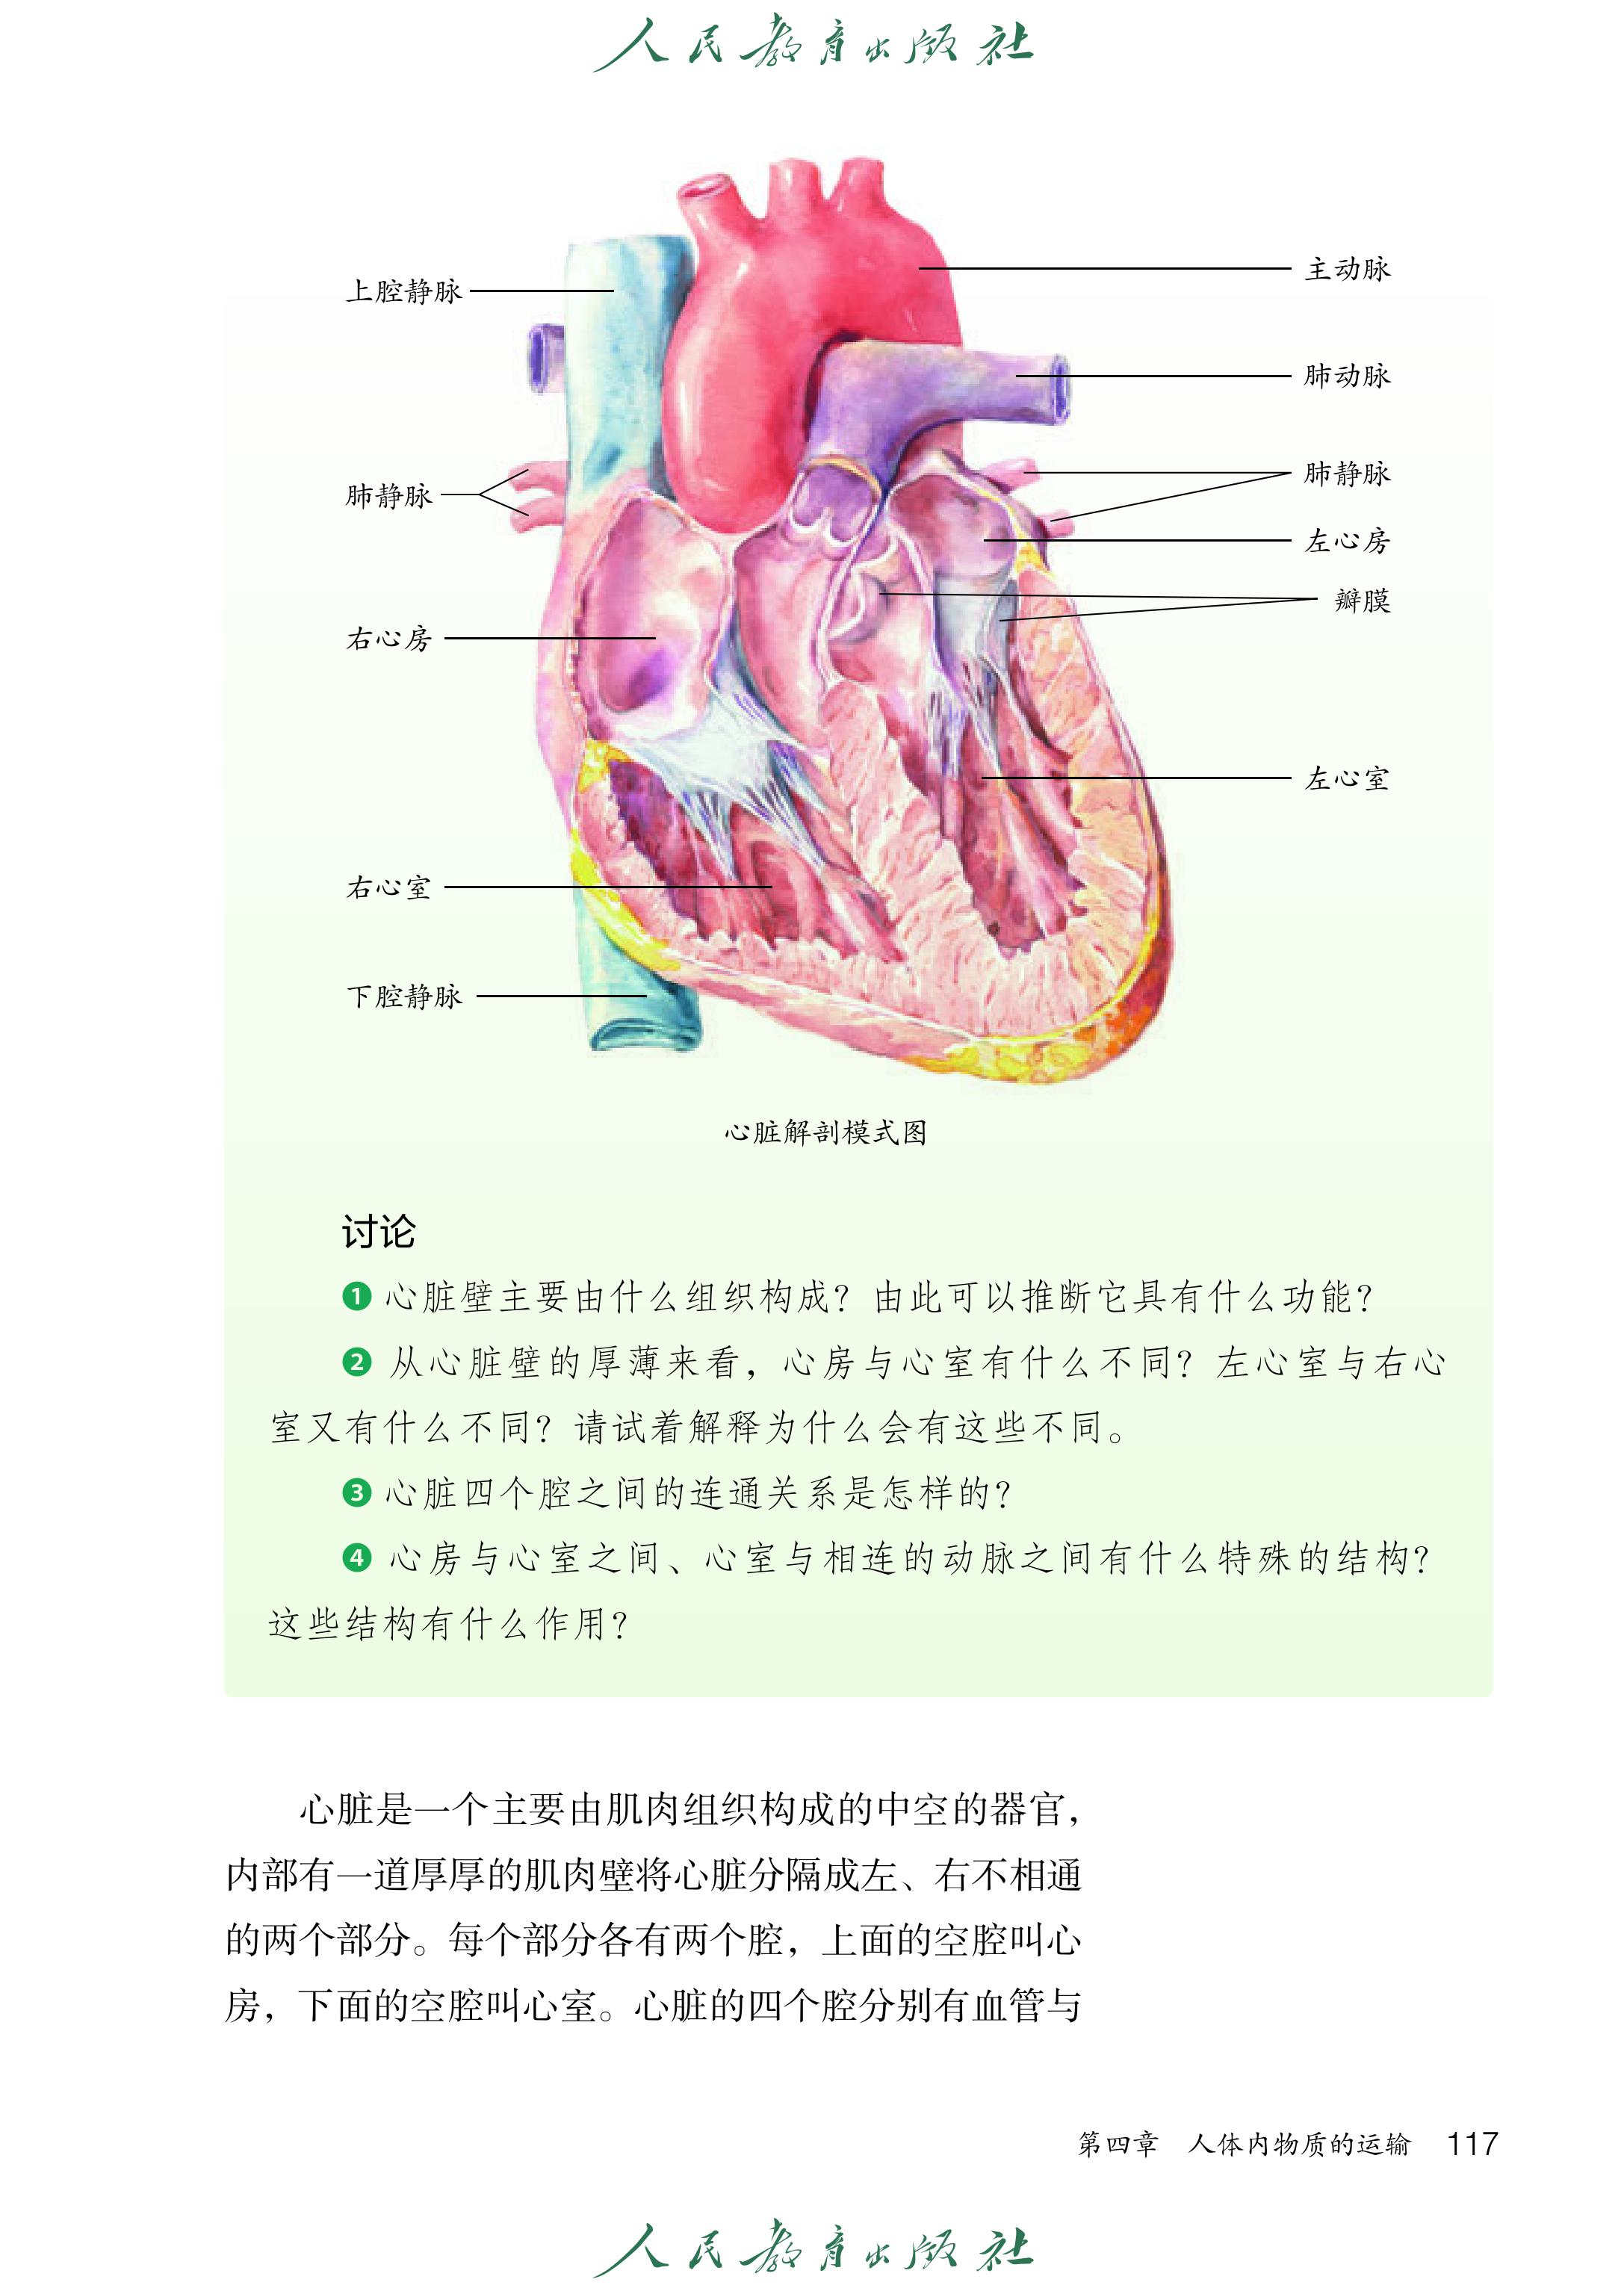 人民教育出版社
上腔静脉
主动脉
肺动脉
肺静脉
肺静脉
左心房
瓣膜
右心房
左心室
右心室
下腔静脉
心脏解剖模式图
讨论
1 心脏壁主要由什么组织构成？由此可以推断它具有什么功能？
2 从心脏壁的厚薄来看，心房与心室有什么不同？左心室与右心
室又有什么不同？请试着解释为什么会有这些不同。
3 心脏四个腔之间的连通关系是怎样的？
4 心房与心室之间、心室与相连的动脉之间有什么特殊的结构？
这些结构有什么作用？
心脏是一个主要由肌肉组织构成的中空的器官，
内部有一道厚厚的肌肉壁将心脏分隔成左、右不相通
的两个部分。每个部分各有两个腔，上面的空腔叫心
房，下面的空腔叫心室。心脏的四个腔分别有血管与
第四章 人体内物质的运输 117
人民教育出版社